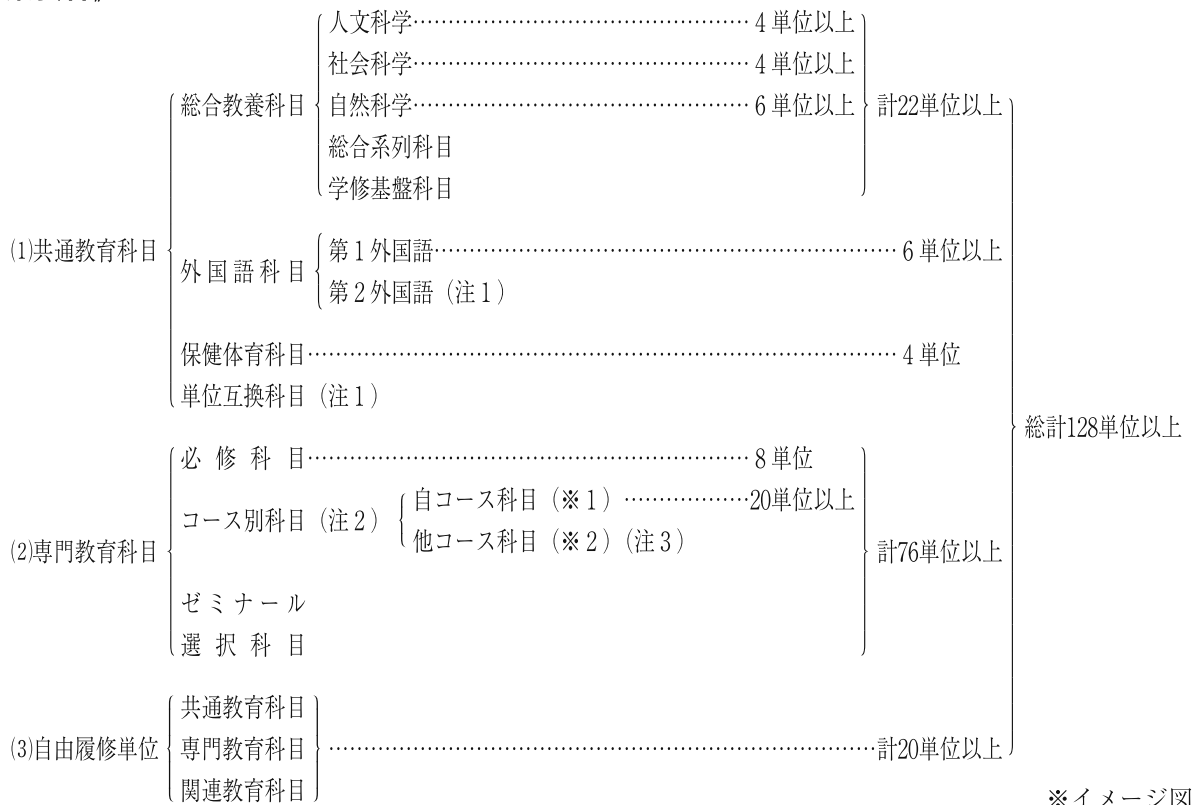 人文科学…………………………………………4単位以上
社会科学…………………………………………4単位以上
総合教養科目 自然科学…………………………………………6単位以上 計22単位以上
総合系列科目
学修基盤科目
(1)共通教育科目 第1外国語…………………………………………………………6単位以上
外国語科目
第2外国語(注1)
保健体育科目…………………………………………………………………………4単位
単位互換科目(注1)
総計128単位以上
必修科目………………………………………………………8単位
自コース科目(※1)………………20単位以上
コース別科目(注2)
他コース科目(※2)(注3)
(2)専門教育科目 計76単位以上
ゼミナール
選択科目
共通教育科目
(3)自由履修単位 専門教育科目 ……………………………………………………………………計20単位以上
関連教育科目
※イメージ図